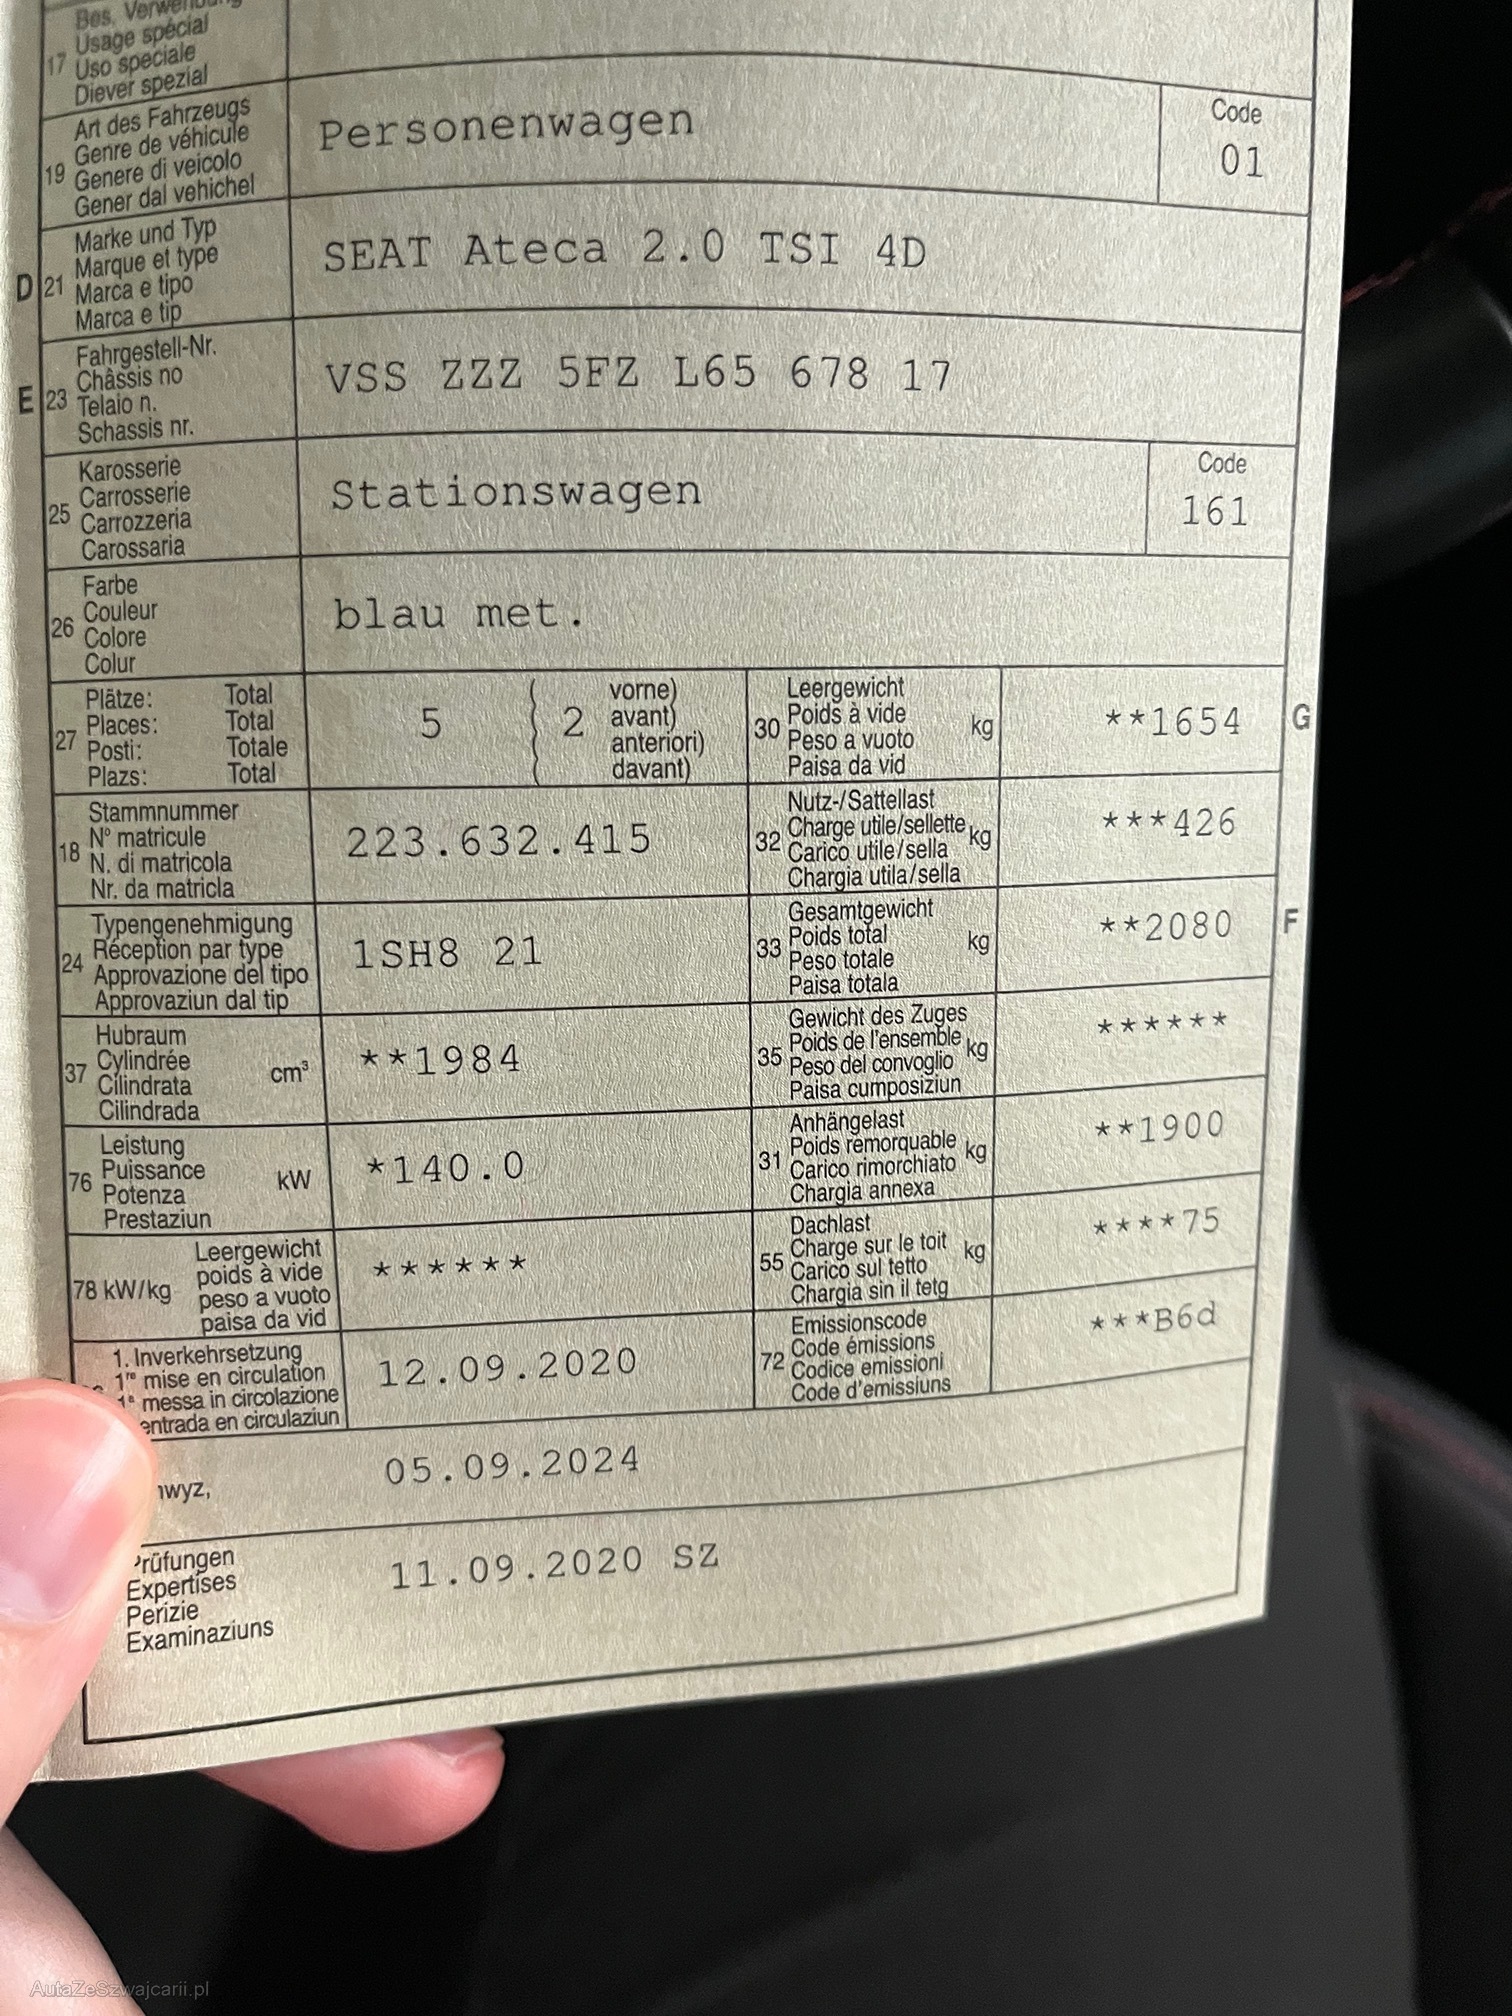 Bes. Verwendung
17 Usage spécial
Uso speciale
Diever spezial
Art des Fahrzeugs
Genre de véhicule
19 Genere di veicolo
Gener dal vehichel
Personenwagen
Code
01
Marke und Typ
Marque et type
D 21 Marca e tipo
Marca e tip
SEAT Ateca 2.0 TSI 4D
Fahrgestell-Nr.
Châssis no
E 23 Telaio n.
Schassis nr.
VSS ZZZ 5FZ L65 678 17
Karosserie
Carrosserie
25 Carrozzeria
Carossaria
Stationswagen
Code
161
Farbe
Couleur
26 Colore
Colur
blau met.
Plätze: Total
Places: Total
27 Posti: Totale
Plazs: Total
5 ( 2 vorne)
avant)
anteriori)
davant)
Leergewicht
30 Poids à vide kg
Peso a vuoto
Paisa da vid
**1654 G
Stammnummer
N° matricule
18 N. di matricola
Nr. da matricla
223.632.415
Nutz-/Sattellast
32 Charge utile/sellette kg
Carico utile/sella
Chargia utila/sella
***426
Typengenehmigung
24 Réception par type
Approvazione del tipo
Approvaziun dal tip
1SH8 21
Gesamtgewicht
33 Poids total kg
Peso totale
Paisa totala
**2080 F
Hubraum
37 Cylindrée cm³
Cilindrata
Cilindrada
**1984
Gewicht des Zuges
35 Poids de l'ensemble kg
Peso del convoglio
Paisa cumposiziun
******
Leistung
76 Puissance kW
Potenza
Prestaziun
*140.0
Anhängelast
31 Poids remorquable kg
Carico rimorchiato
Chargia annexa
**1900
Leergewicht
78 kW/kg poids à vide
peso a vuoto
paisa da vid
******
Dachlast
55 Charge sur le toit kg
Carico sul tetto
Chargia sin il tetg
****75
1. Inverkehrsetzung
1re mise en circulation
1a messa in circolazione
entrada en circulaziun
12.09.2020
Emissionscode
72 Code émissions
Codice emissioni
Code d'emissiuns
***B6d
hwyz,
05.09.2024
Prüfungen
Expertises
Perizie
Examinaziuns
11.09.2020 SZ
AutaZeSzwajcarii.pl